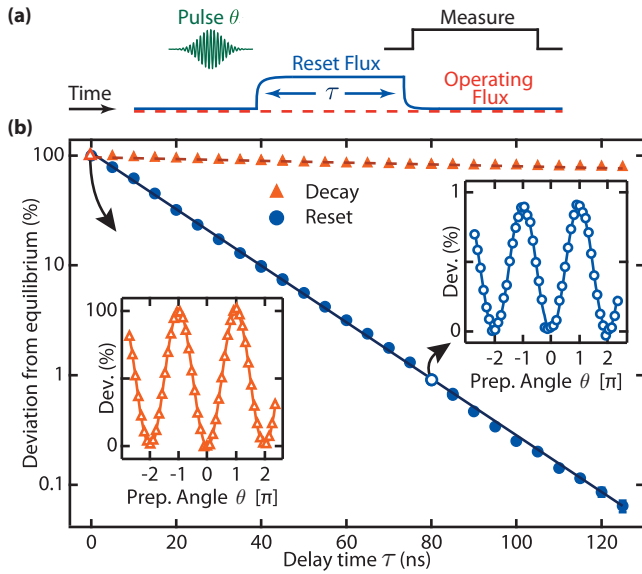 (a)
Pulse θ
Measure
Reset Flux
τ
Time
Operating
Flux
(b)
Deviation from equilibrium (%)
100
10
1
0.1
Decay
Reset
Dev. (%)
100
0
-2 -1 0 1 2
Prep. Angle θ [π]
Dev. (%)
1
0
-2 -1 0 1 2
Prep. Angle θ [π]
0 20 40 60 80 100 120
Delay time τ (ns)